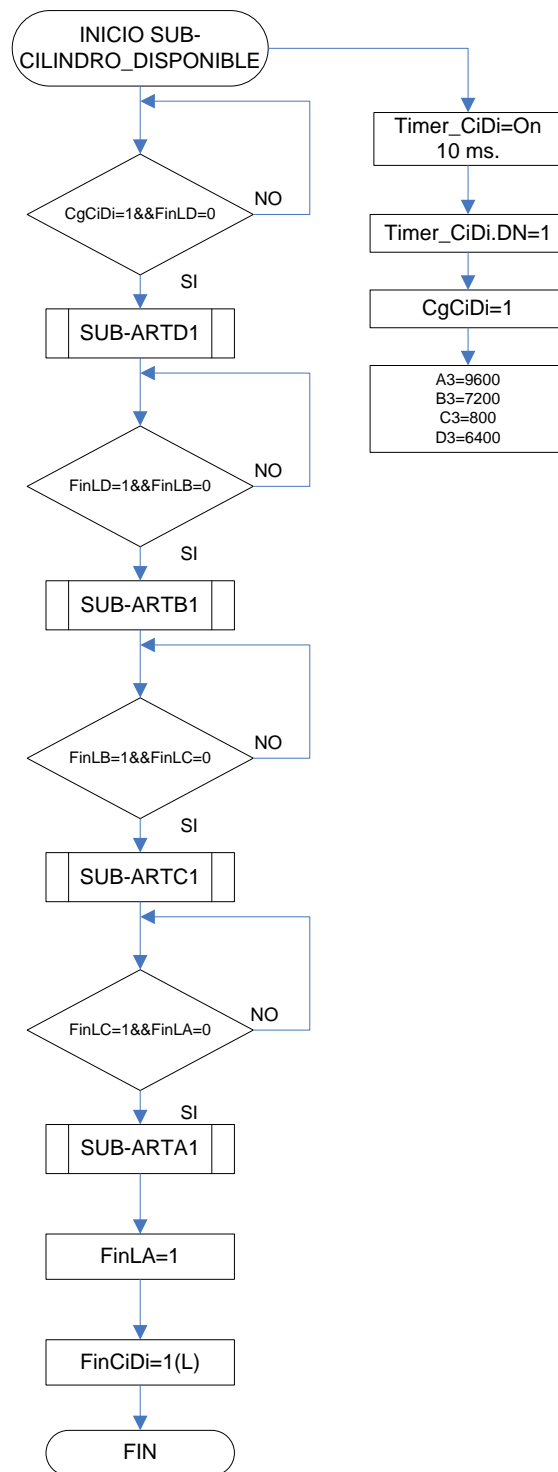 INICIO SUB-
CILINDRO_DISPONIBLE
Timer_CiDi=On
10 ms.
CgCiDi=1&&FinLD=0
NO
SI
Timer_CiDi.DN=1
CgCiDi=1
SUB-ARTD1
A3=9600
B3=7200
C3=800
D3=6400
FinLD=1&&FinLB=0
NO
SI
SUB-ARTB1
FinLB=1&&FinLC=0
NO
SI
SUB-ARTC1
FinLC=1&&FinLA=0
NO
SI
SUB-ARTA1
FinLA=1
FinCiDi=1(L)
FIN